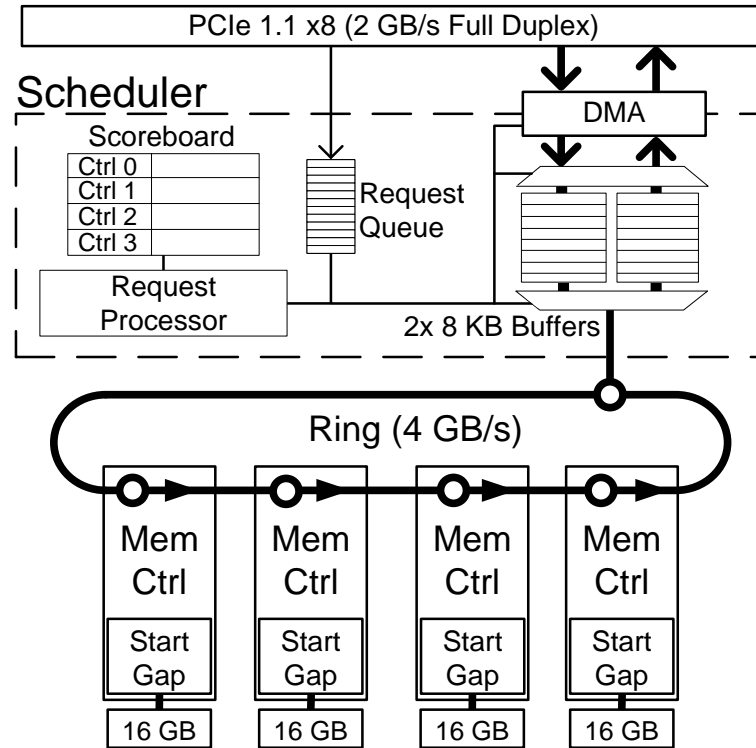 PCIe 1.1 x8 (2 GB/s Full Duplex)
Scheduler
DMA
Scoreboard
Ctrl 0
Ctrl 1
Ctrl 2
Ctrl 3
Request
Queue
Request
Processor
2x 8 KB Buffers
Ring (4 GB/s)
Mem
Ctrl
Start
Gap
16 GB
Mem
Ctrl
Start
Gap
16 GB
Mem
Ctrl
Start
Gap
16 GB
Mem
Ctrl
Start
Gap
16 GB